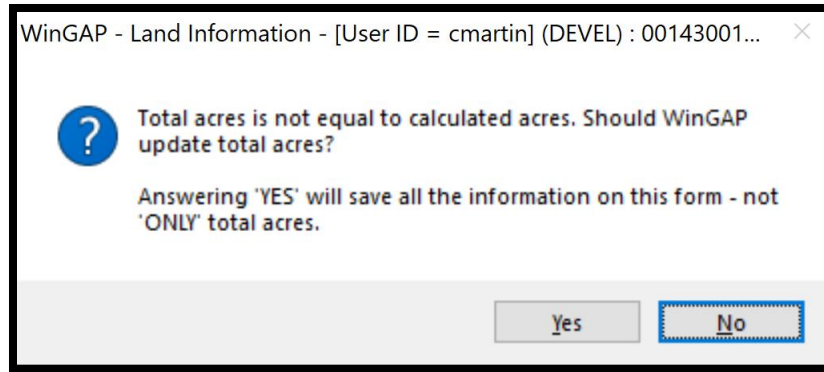 WinGAP - Land Information - [User ID = cmartin] (DEVEL) : 00143001...
?
Total acres is not equal to calculated acres. Should WinGAP
update total acres?
Answering 'YES' will save all the information on this form - not
'ONLY' total acres.
Yes
No